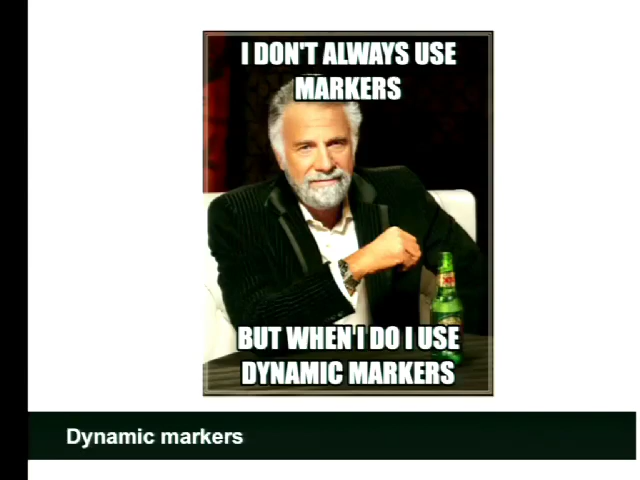 I DON'T ALWAYS USE
MARKERS
BUT WHEN I DO I USE
DYNAMIC MARKERS
Dynamic markers